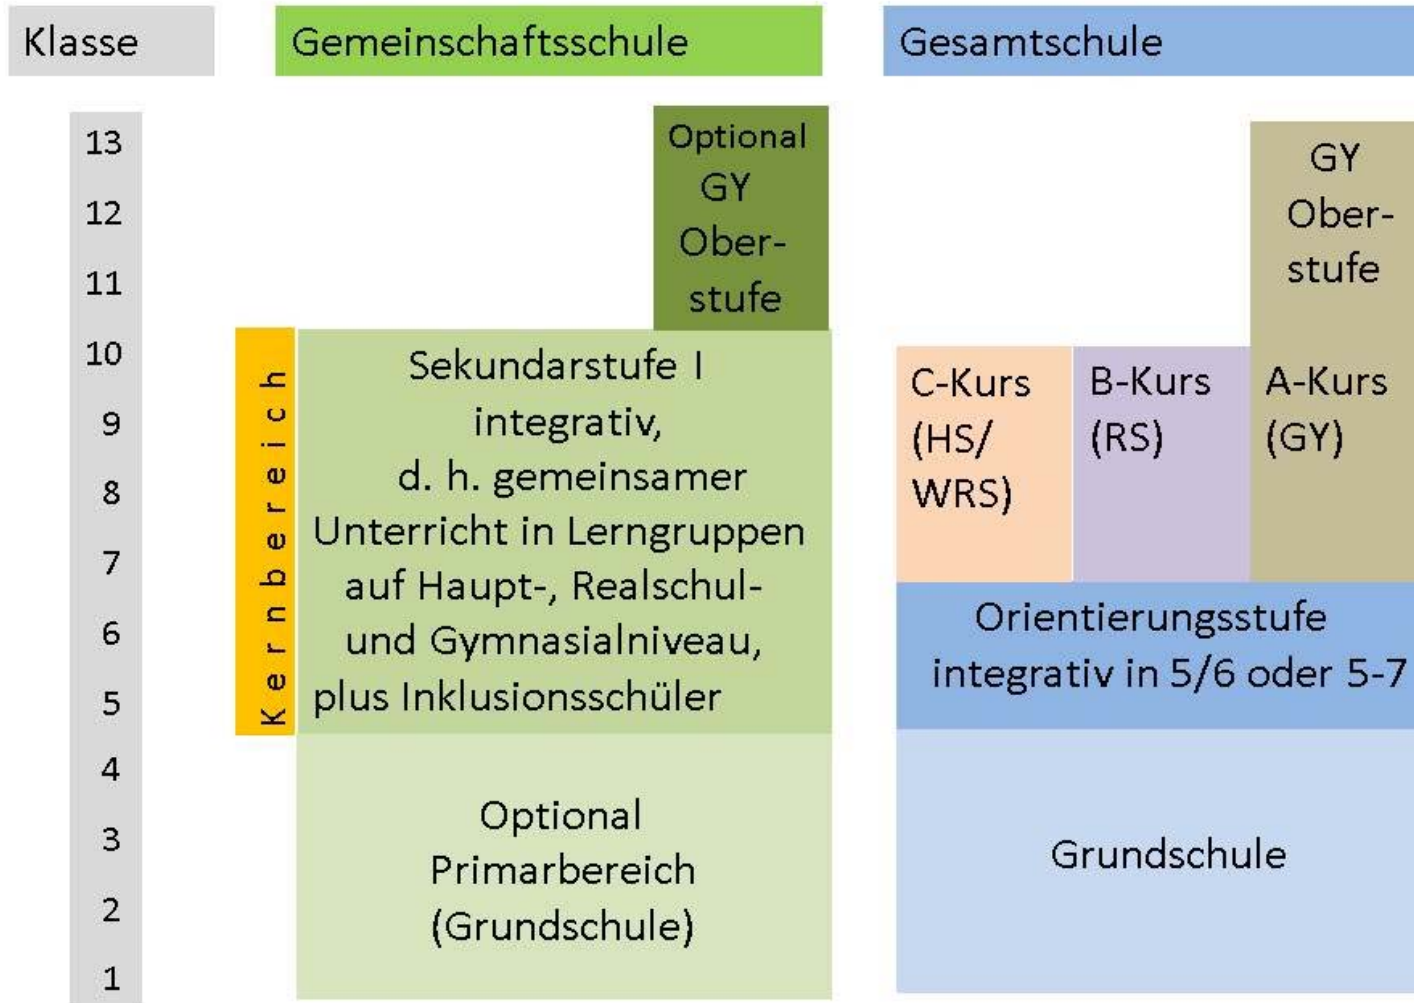 Klasse
Gemeinschaftsschule
Gesamtschule
13
12
11
10
9
8
7
6
5
4
3
2
1
Optional
GY
Ober-
stufe
Kernbereich
Sekundarstufe I
integrativ,
d. h. gemeinsamer
Unterricht in Lerngruppen
auf Haupt-, Realschul-
und Gymnasialniveau,
plus Inklusionsschüler
Optional
Primarbereich
(Grundschule)
GY
Ober-
stufe
C-Kurs
(HS/
WRS)
B-Kurs
(RS)
A-Kurs
(GY)
Orientierungsstufe
integrativ in 5/6 oder 5-7
Grundschule